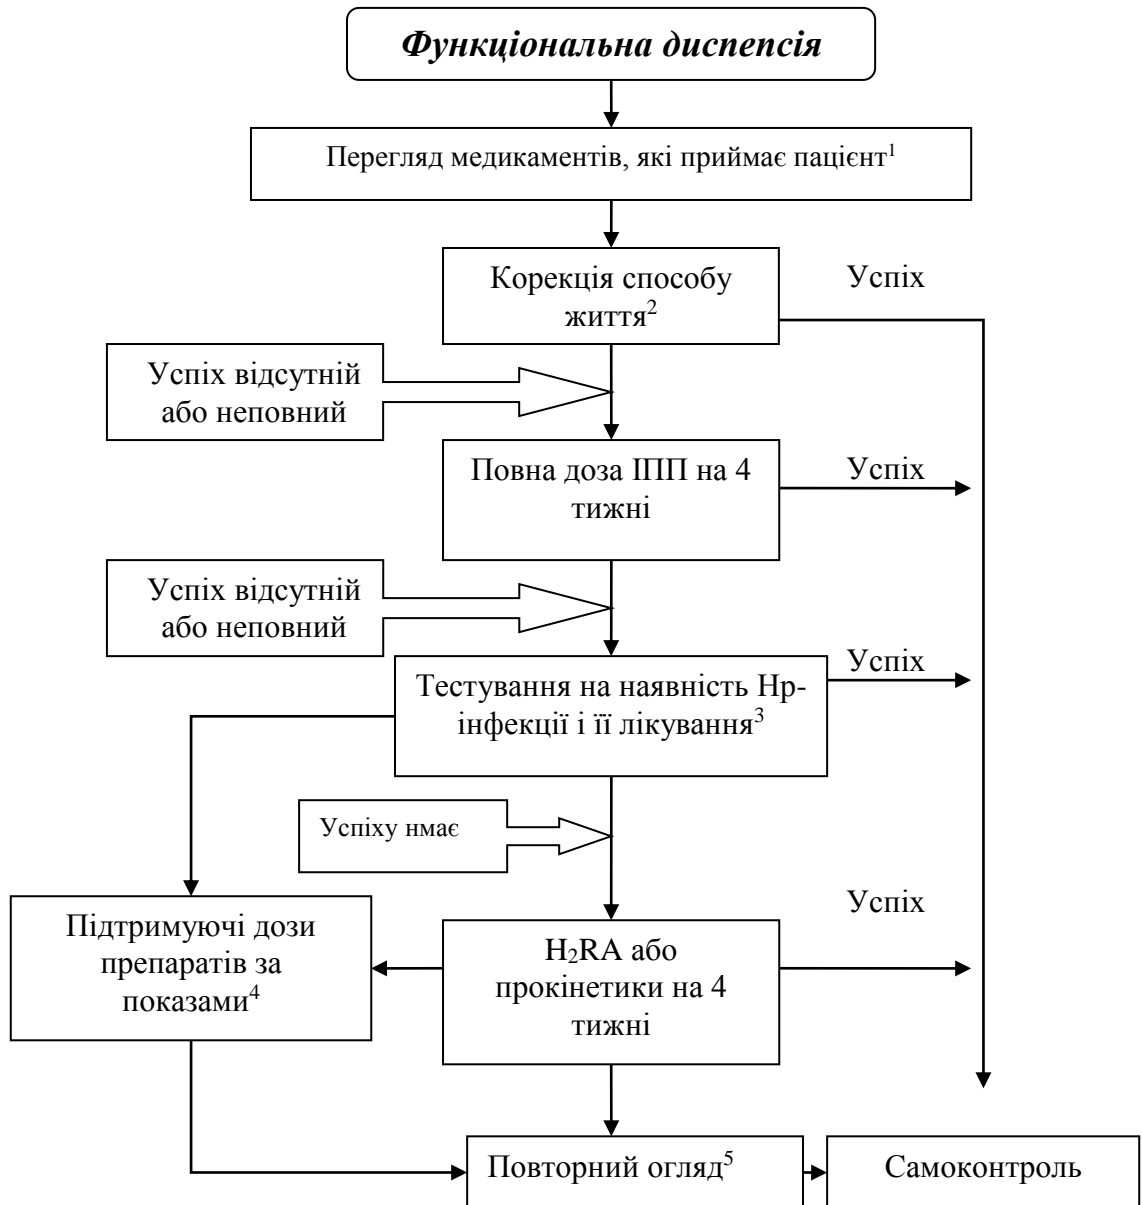 Функціональна диспепсія
Перегляд медикаментів, які приймає пацієнт¹
Корекція способу
життя²
Успіх
Успіх відсутній
або неповний
Повна доза ІПП на 4
тижні
Успіх
Успіх відсутній
або неповний
Тестування на наявність Нр-
інфекції і її лікування³
Успіх
Успіху нмає
Підтримуючі дози
препаратів за
показами⁴
H₂RA або
прокінетики на 4
тижні
Успіх
Повторний огляд⁵
Самоконтроль